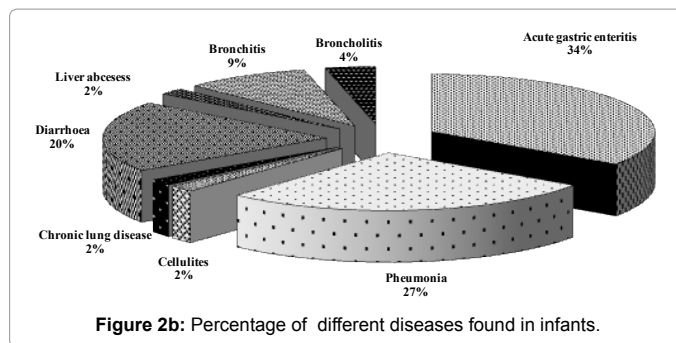 Acute gastric enteritis
34%
Broncholitis
4%
Bronchitis
9%
Liver abcesess
2%
Diarrhoea
20%
Chronic lung disease
2%
Cellulites
2%
Pheumonia
27%
Figure 2b: Percentage of different diseases found in infants.